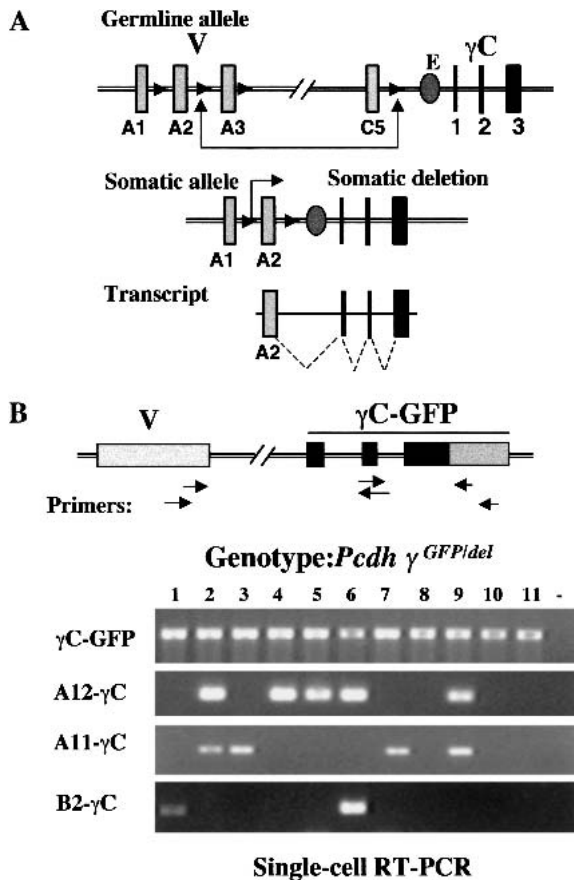 A
Germline allele
V
γC
E
A1 A2 A3 C5 1 2 3
Somatic allele Somatic deletion
A1 A2
Transcript
A2
B
V γC-GFP
Primers:
Genotype:Pcdh γ GFP/del
1 2 3 4 5 6 7 8 9 10 11 -
γC-GFP
A12-γC
A11-γC
B2-γC
Single-cell RT-PCR